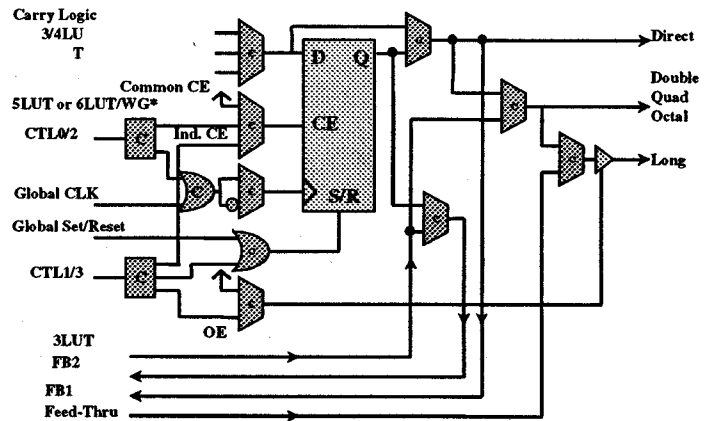 Carry Logic
3/4LU
T
c
D Q
c
Direct
Common CE
Double
5LUT or 6LUT/WG*
c
CE
c
Quad
Octal
CTL0/2
C
Ind. CE
c
Long
C
c
Global CLK
S/R
c
Global Set/Reset
c
CTL1/3
C
c
OE
3LUT
FB2
FB1
Feed-Thru